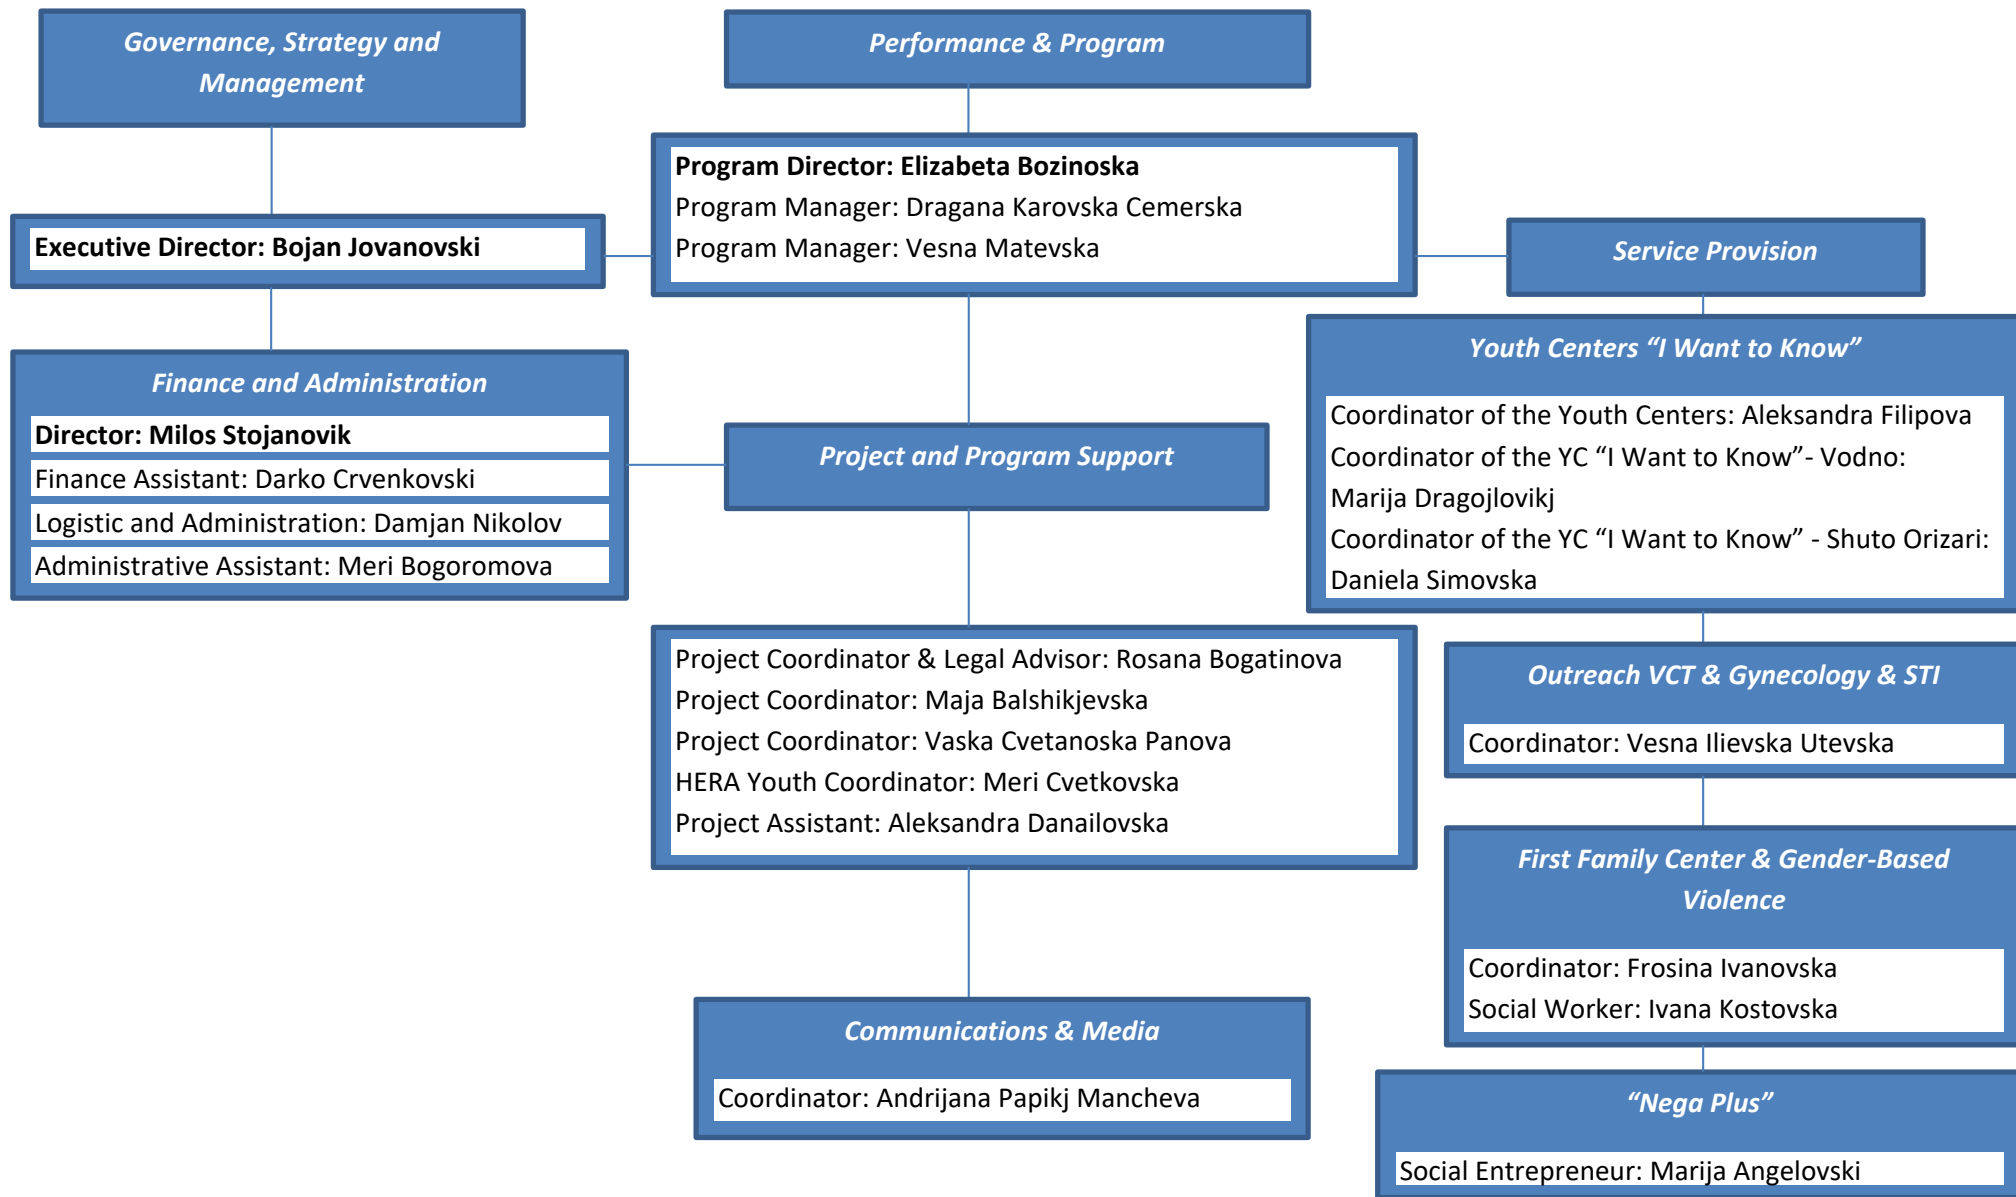 Governance, Strategy and
Management
Performance & Program
Program Director: Elizabeta Bozinoska
Program Manager: Dragana Karovska Cemerska
Program Manager: Vesna Matevska
Executive Director: Bojan Jovanovski
Service Provision
Finance and Administration
Director: Milos Stojanovik
Finance Assistant: Darko Crvenkovski
Logistic and Administration: Damjan Nikolov
Administrative Assistant: Meri Bogoromova
Project and Program Support
Youth Centers “I Want to Know”
Coordinator of the Youth Centers: Aleksandra Filipova
Coordinator of the YC “I Want to Know”- Vodno:
Marija Dragojlovikj
Coordinator of the YC “I Want to Know” - Shuto Orizari:
Daniela Simovska
Project Coordinator & Legal Advisor: Rosana Bogatinova
Project Coordinator: Maja Balshikjevska
Project Coordinator: Vaska Cvetanoska Panova
HERA Youth Coordinator: Meri Cvetkovska
Project Assistant: Aleksandra Danailovska
Outreach VCT & Gynecology & STI
Coordinator: Vesna Ilievska Utevska
First Family Center & Gender-Based
Violence
Coordinator: Frosina Ivanovska
Social Worker: Ivana Kostovska
Communications & Media
Coordinator: Andrijana Papikj Mancheva
“Nega Plus”
Social Entrepreneur: Marija Angelovski